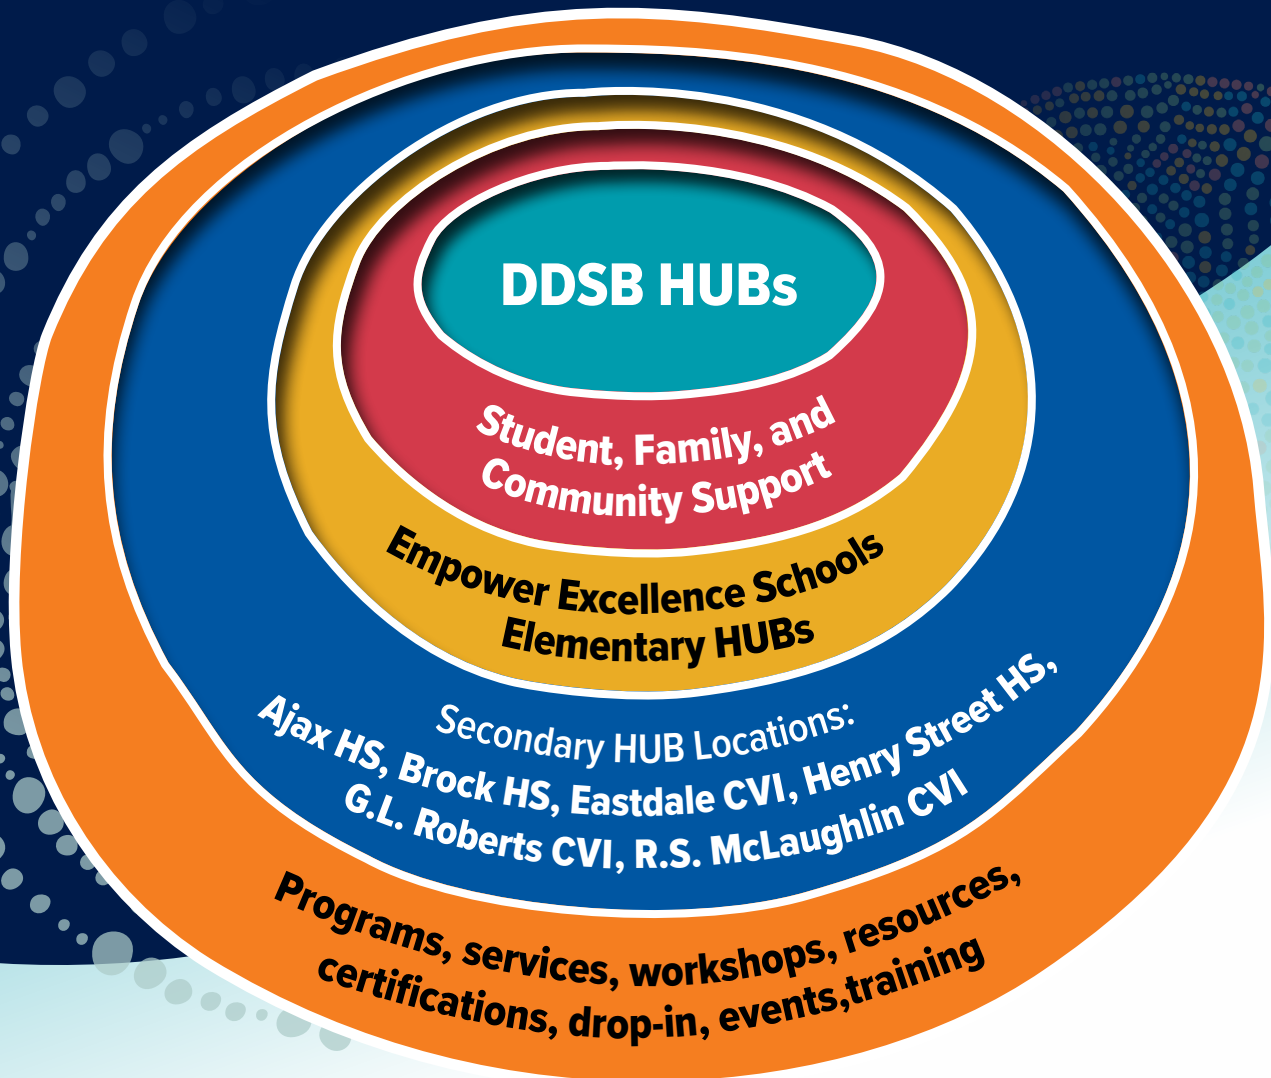 DDSB HUBs
Student, Family, and
Community Support
Empower Excellence Schools
Elementary HUBs
Secondary HUB Locations:
Ajax HS, Brock HS, Eastdale CVI, Henry Street HS,
G.L. Roberts CVI, R.S. McLaughlin CVI
Programs, services, workshops, resources,
certifications, drop-in, events,training